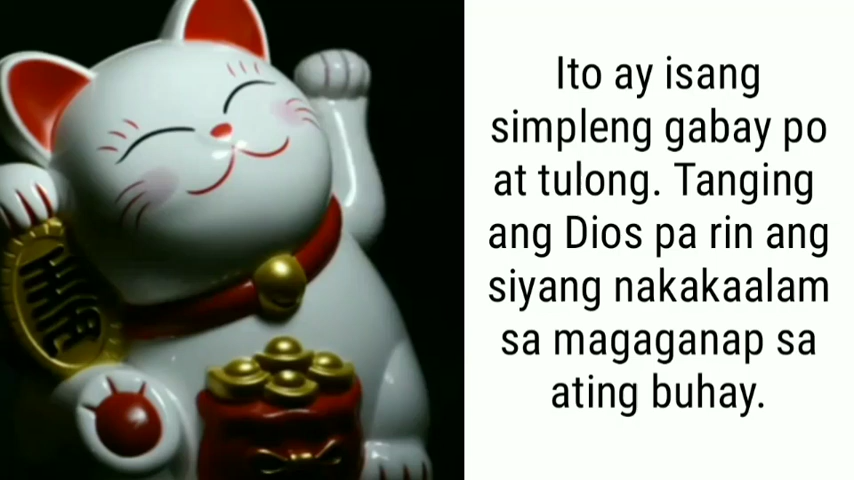 Ito ay isang
simpleng gabay po
at tulong. Tanging
ang Dios pa rin ang
siyang nakakaalam
sa magaganap sa
ating buhay.